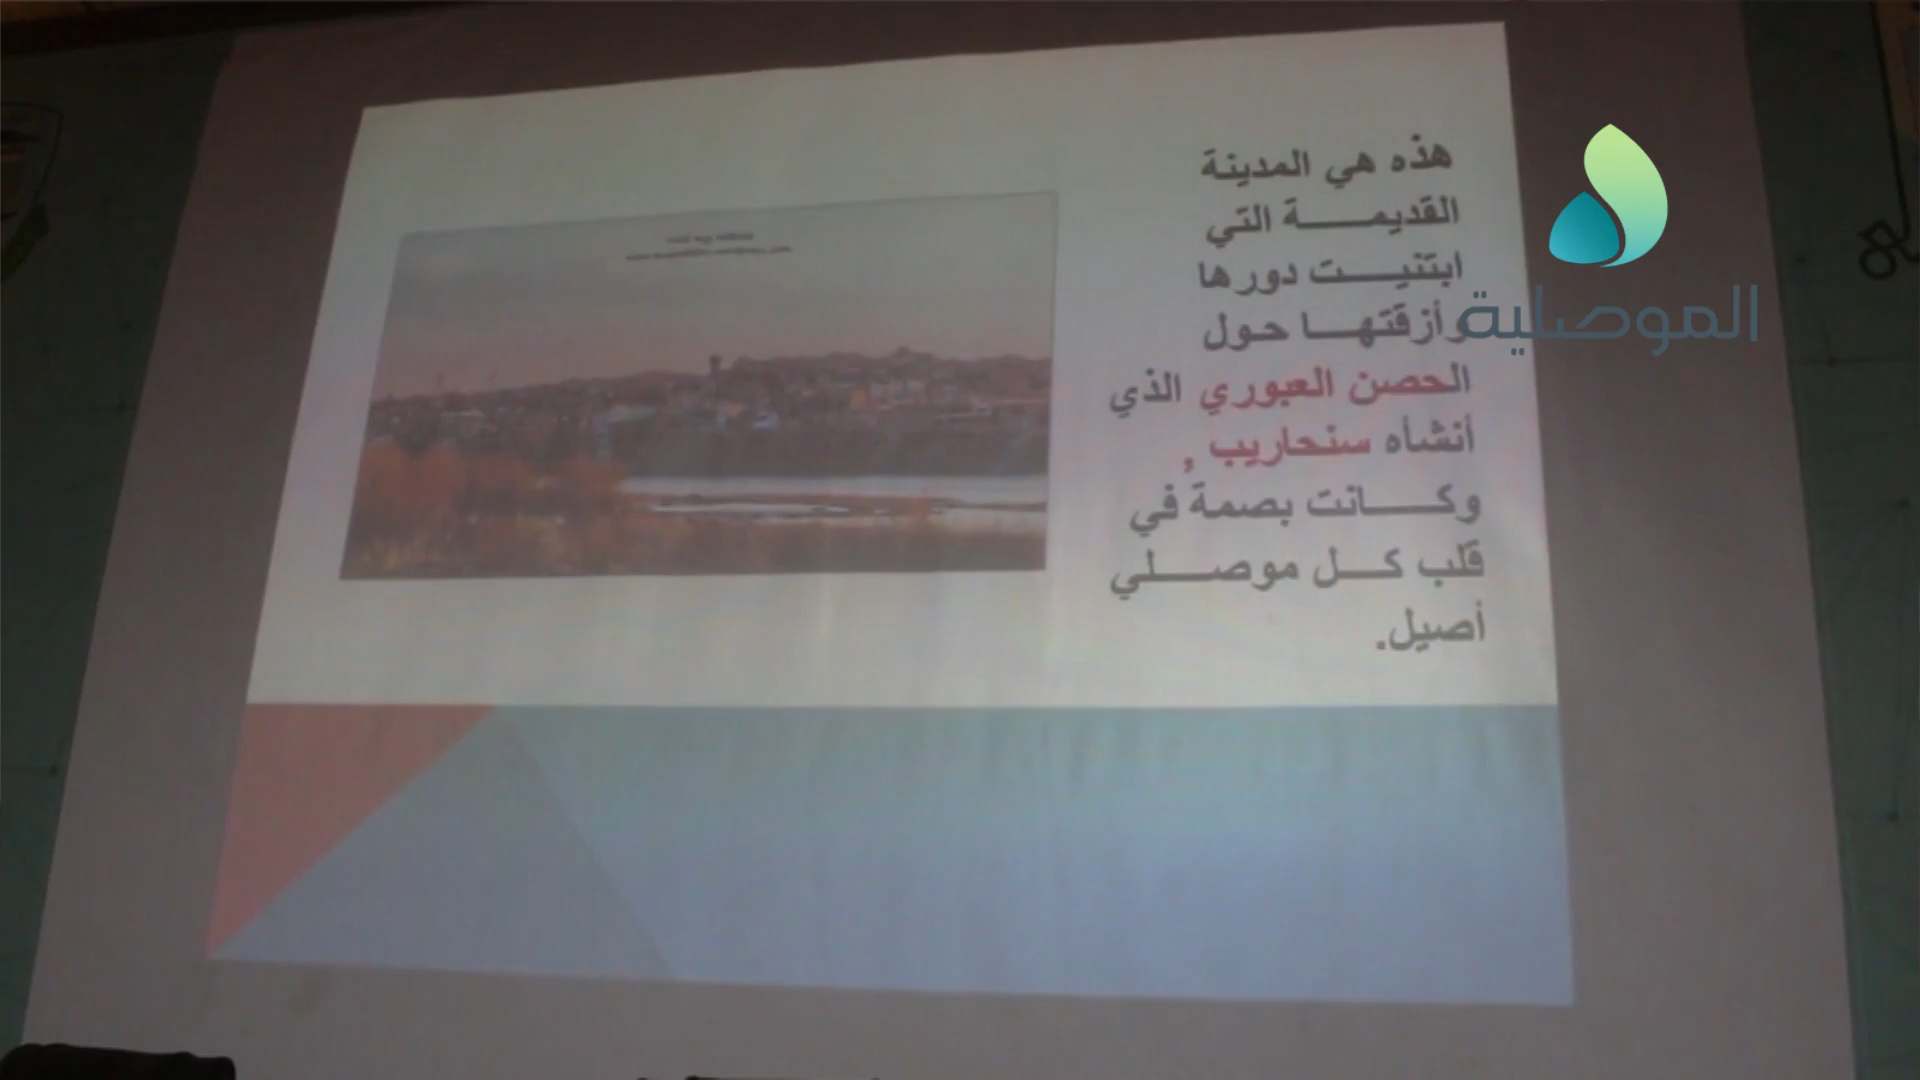 هذه هي المدينة
القديمة التي
ابتنيت دورها
وأزقتها حول
الحصن العبوري الذي
أنشأه سنحاريب ,
وكانت بصمة في
قلب كل موصلي
أصيل.
الموصلية